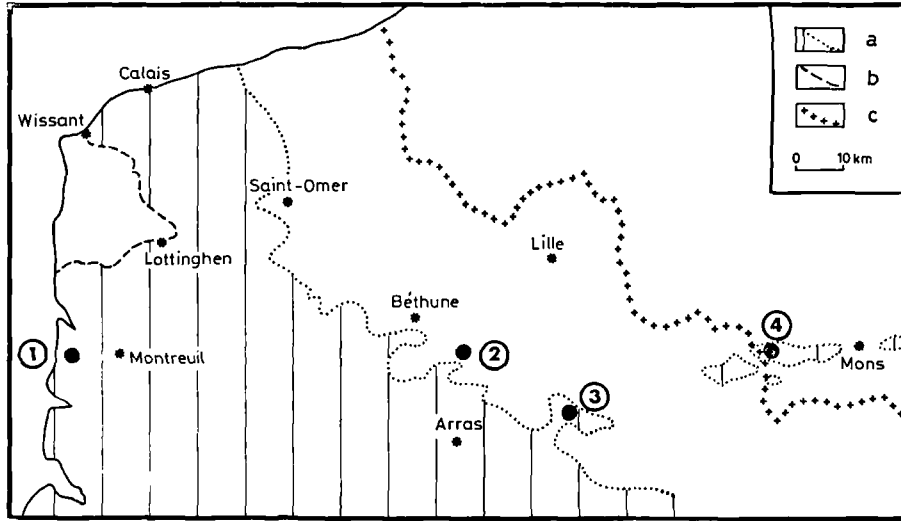 a
Calais
b
Wissant
c
0 10 km
Saint-Omer
Lottinghen
Lille
Béthune
4
1
Montreuil
2
Mons
3
Arras